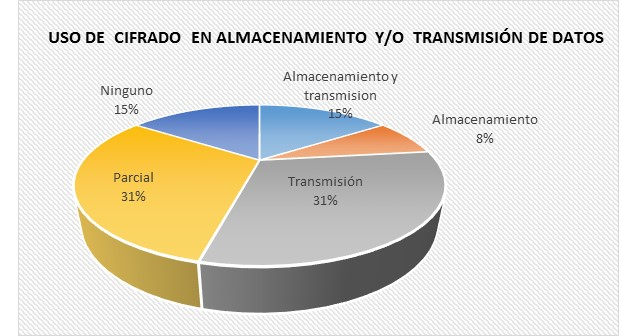 USO DE CIFRADO EN ALMACENAMIENTO Y/O TRANSMISIÓN DE DATOS
Ninguno
15%
Almacenamiento y
transmision
15%
Almacenamiento
8%
Parcial
31%
Transmisión
31%